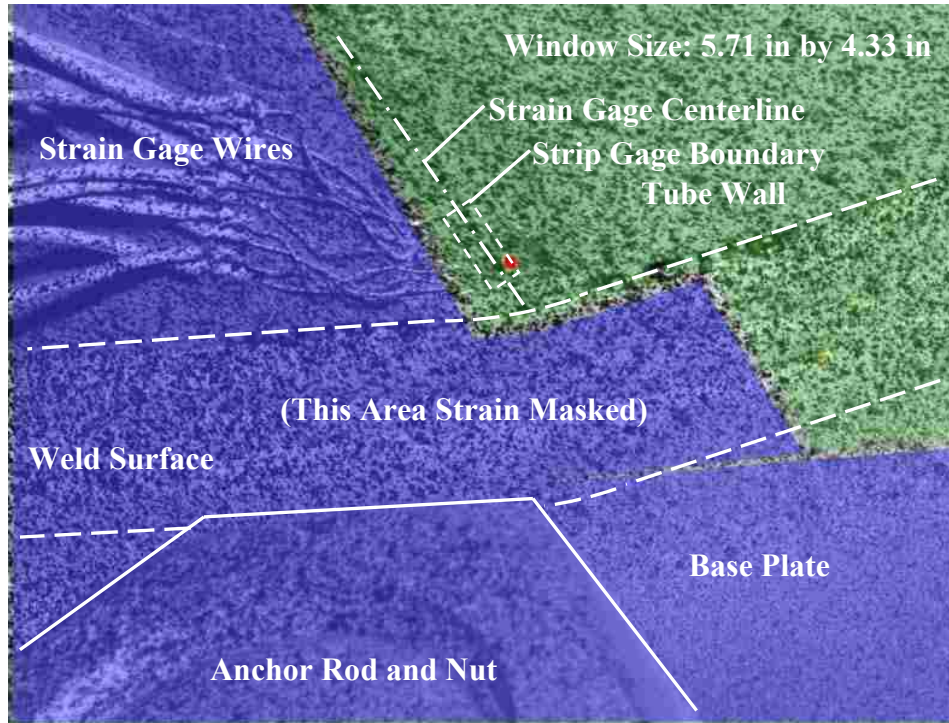 Window Size: 5.71 in by 4.33 in
Strain Gage Centerline
Strain Gage Wires
Strip Gage Boundary
Tube Wall
(This Area Strain Masked)
Weld Surface
Base Plate
Anchor Rod and Nut